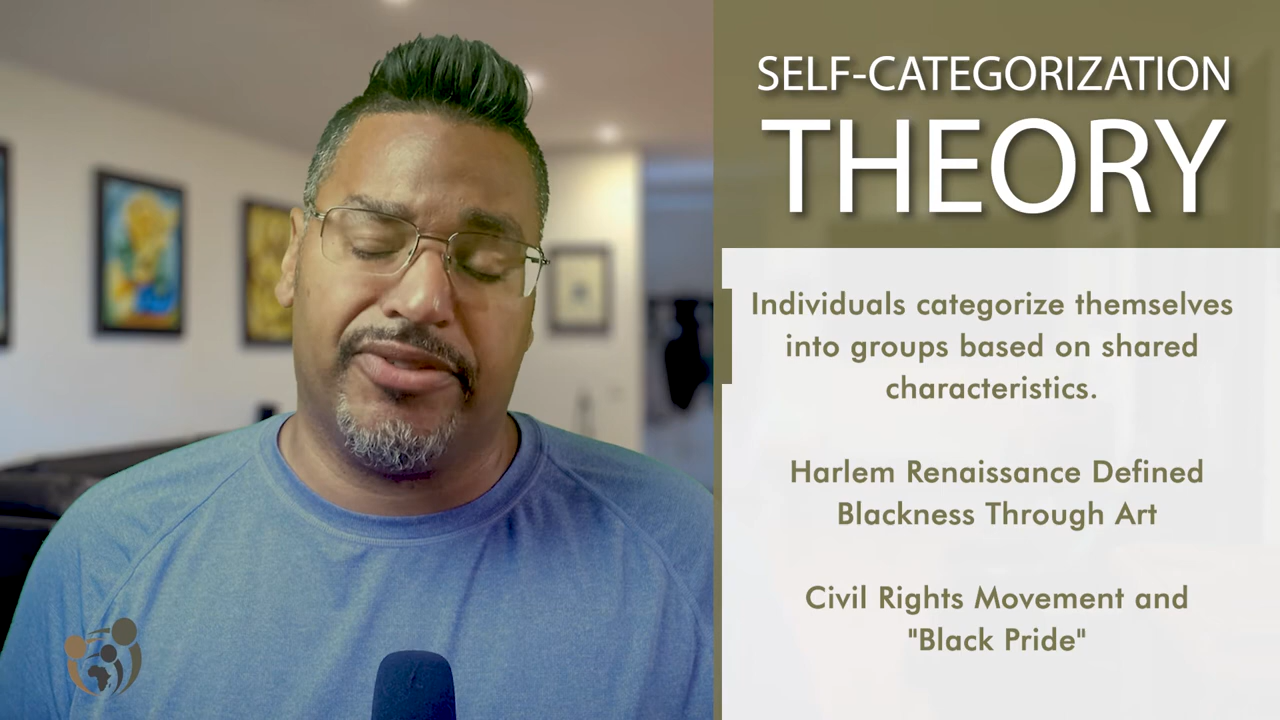 SELF-CATEGORIZATION
THEORY
Individuals categorize themselves
into groups based on shared
characteristics.
Harlem Renaissance Defined
Blackness Through Art
Civil Rights Movement and
"Black Pride"